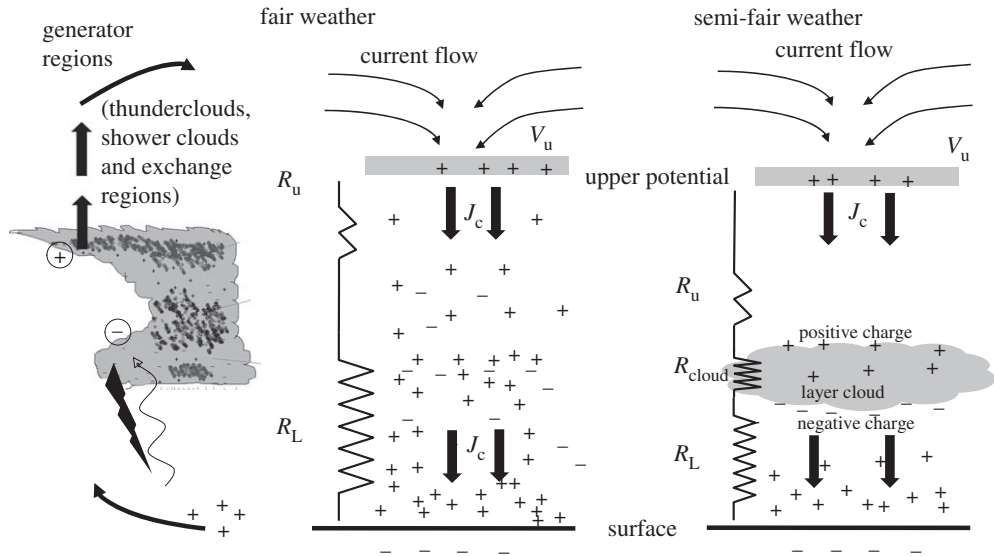 generator
regions
(thunderclouds,
shower clouds
and exchange
regions)
+
−
fair weather
current flow
V_u
R_u
J_c
R_L
J_c
upper potential
surface
semi-fair weather
current flow
V_u
J_c
R_u
positive charge
R_cloud
layer cloud
negative charge
R_L